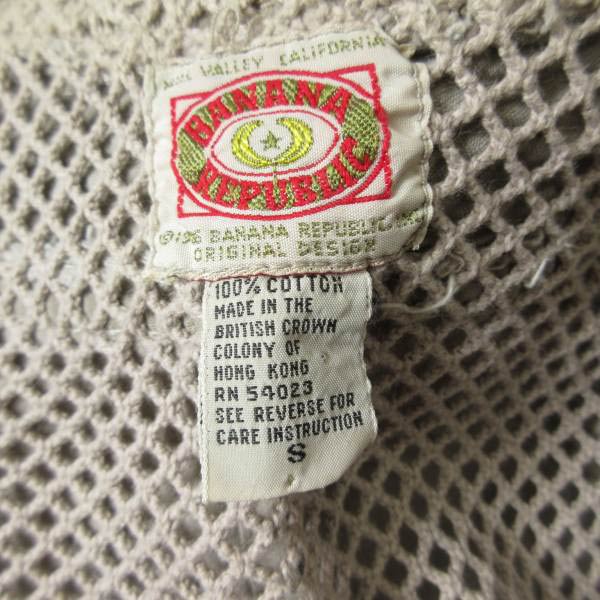 VALLEY CALIFORNIA
BANANA
REPUBLIC
BANANA REPUBLIC
ORIGINAL DESIGN
100% COTTON
MADE IN THE
BRITISH CROWN
COLONY OF
HONG KONG
RN 54023
SEE REVERSE FOR
CARE INSTRUCTION
S